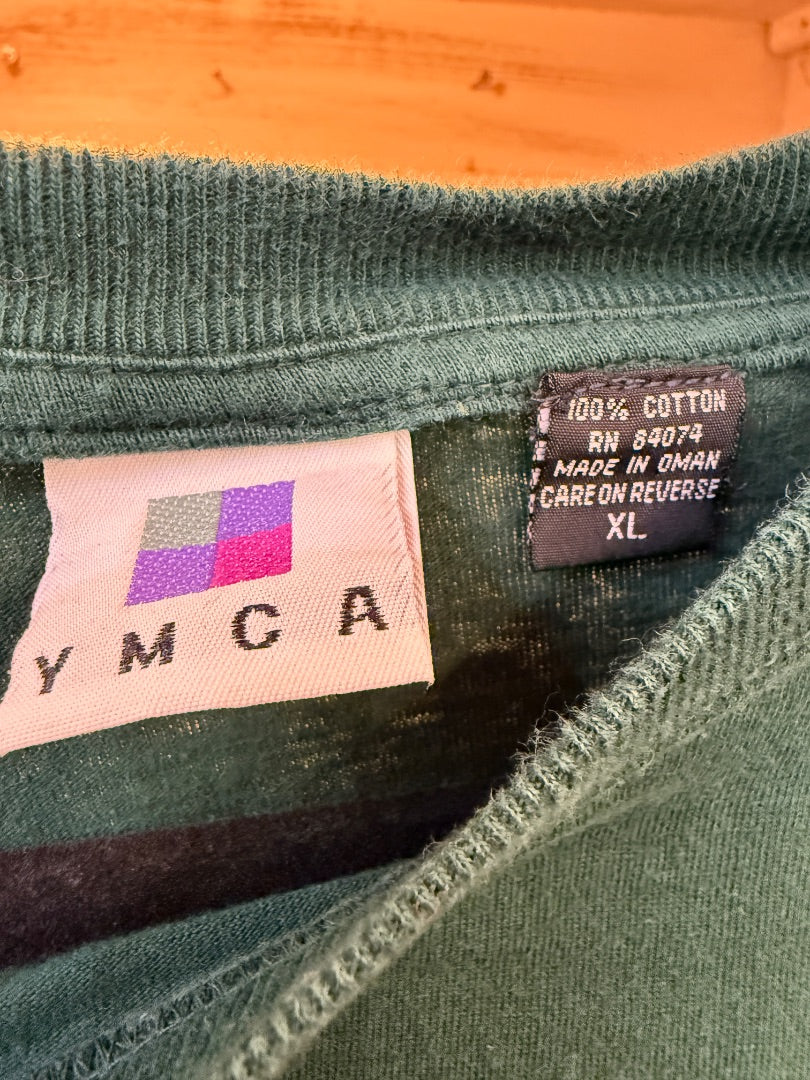 YMCA
100% COTTON
RN 84074
MADE IN OMAN
CARE ON REVERSE
XL